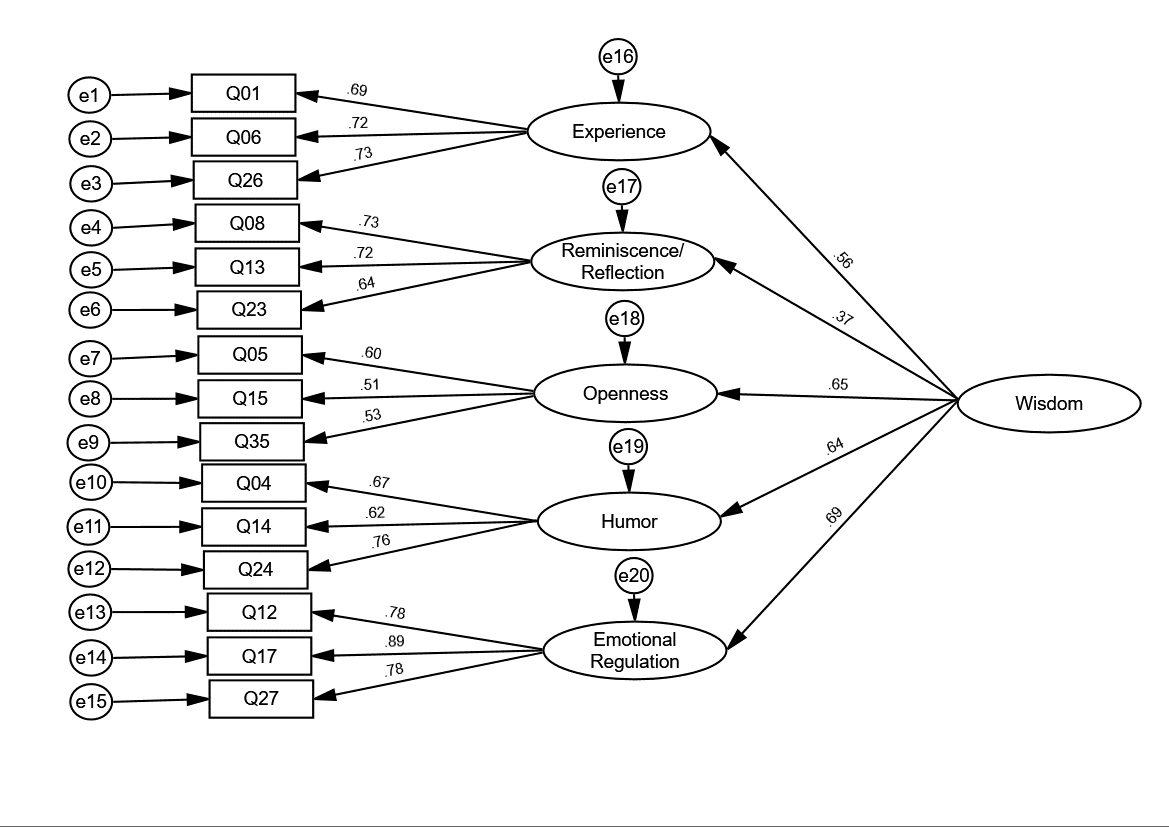 e16
e1
Q01
.69
e2
Q06
.72
Experience
e3
Q26
.73
e17
e4
Q08
.73
.56
e5
Q13
.72
Reminiscence/
Reflection
e6
Q23
.64
e18
.37
e7
Q05
.60
e8
Q15
.51
Openness
.65
Wisdom
e9
Q35
.53
e19
.64
e10
Q04
.67
e11
Q14
.62
Humor
.69
e12
Q24
.76
e20
e13
Q12
.78
e14
Q17
.89
Emotional
Regulation
e15
Q27
.78